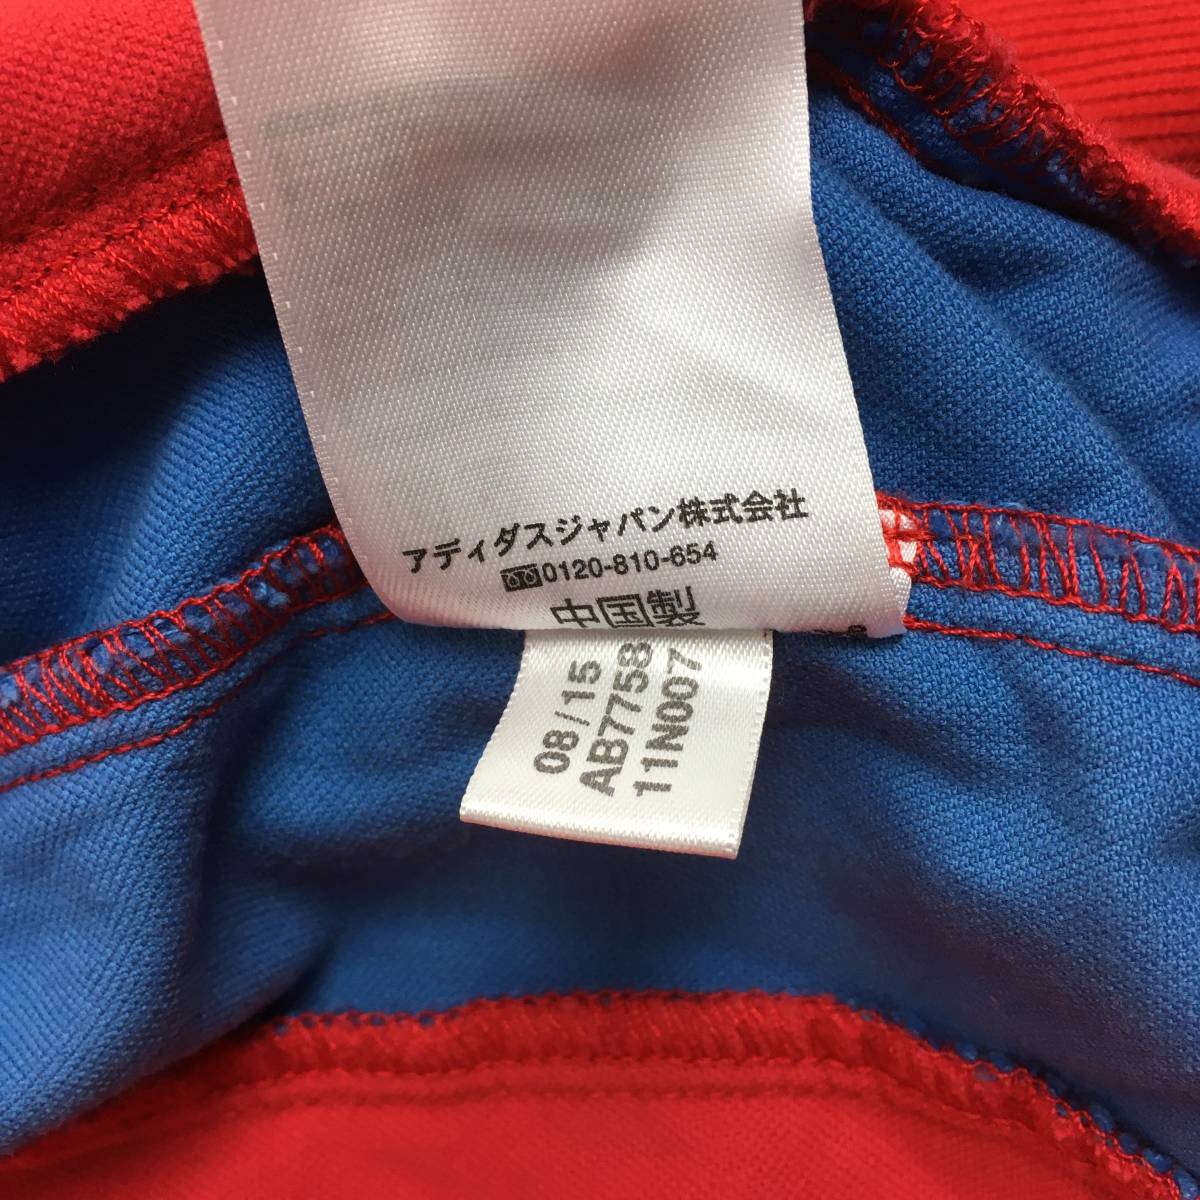 アディダスジャパン株式会社
0120-810-654
中国製
08/15
AB7758
11N007